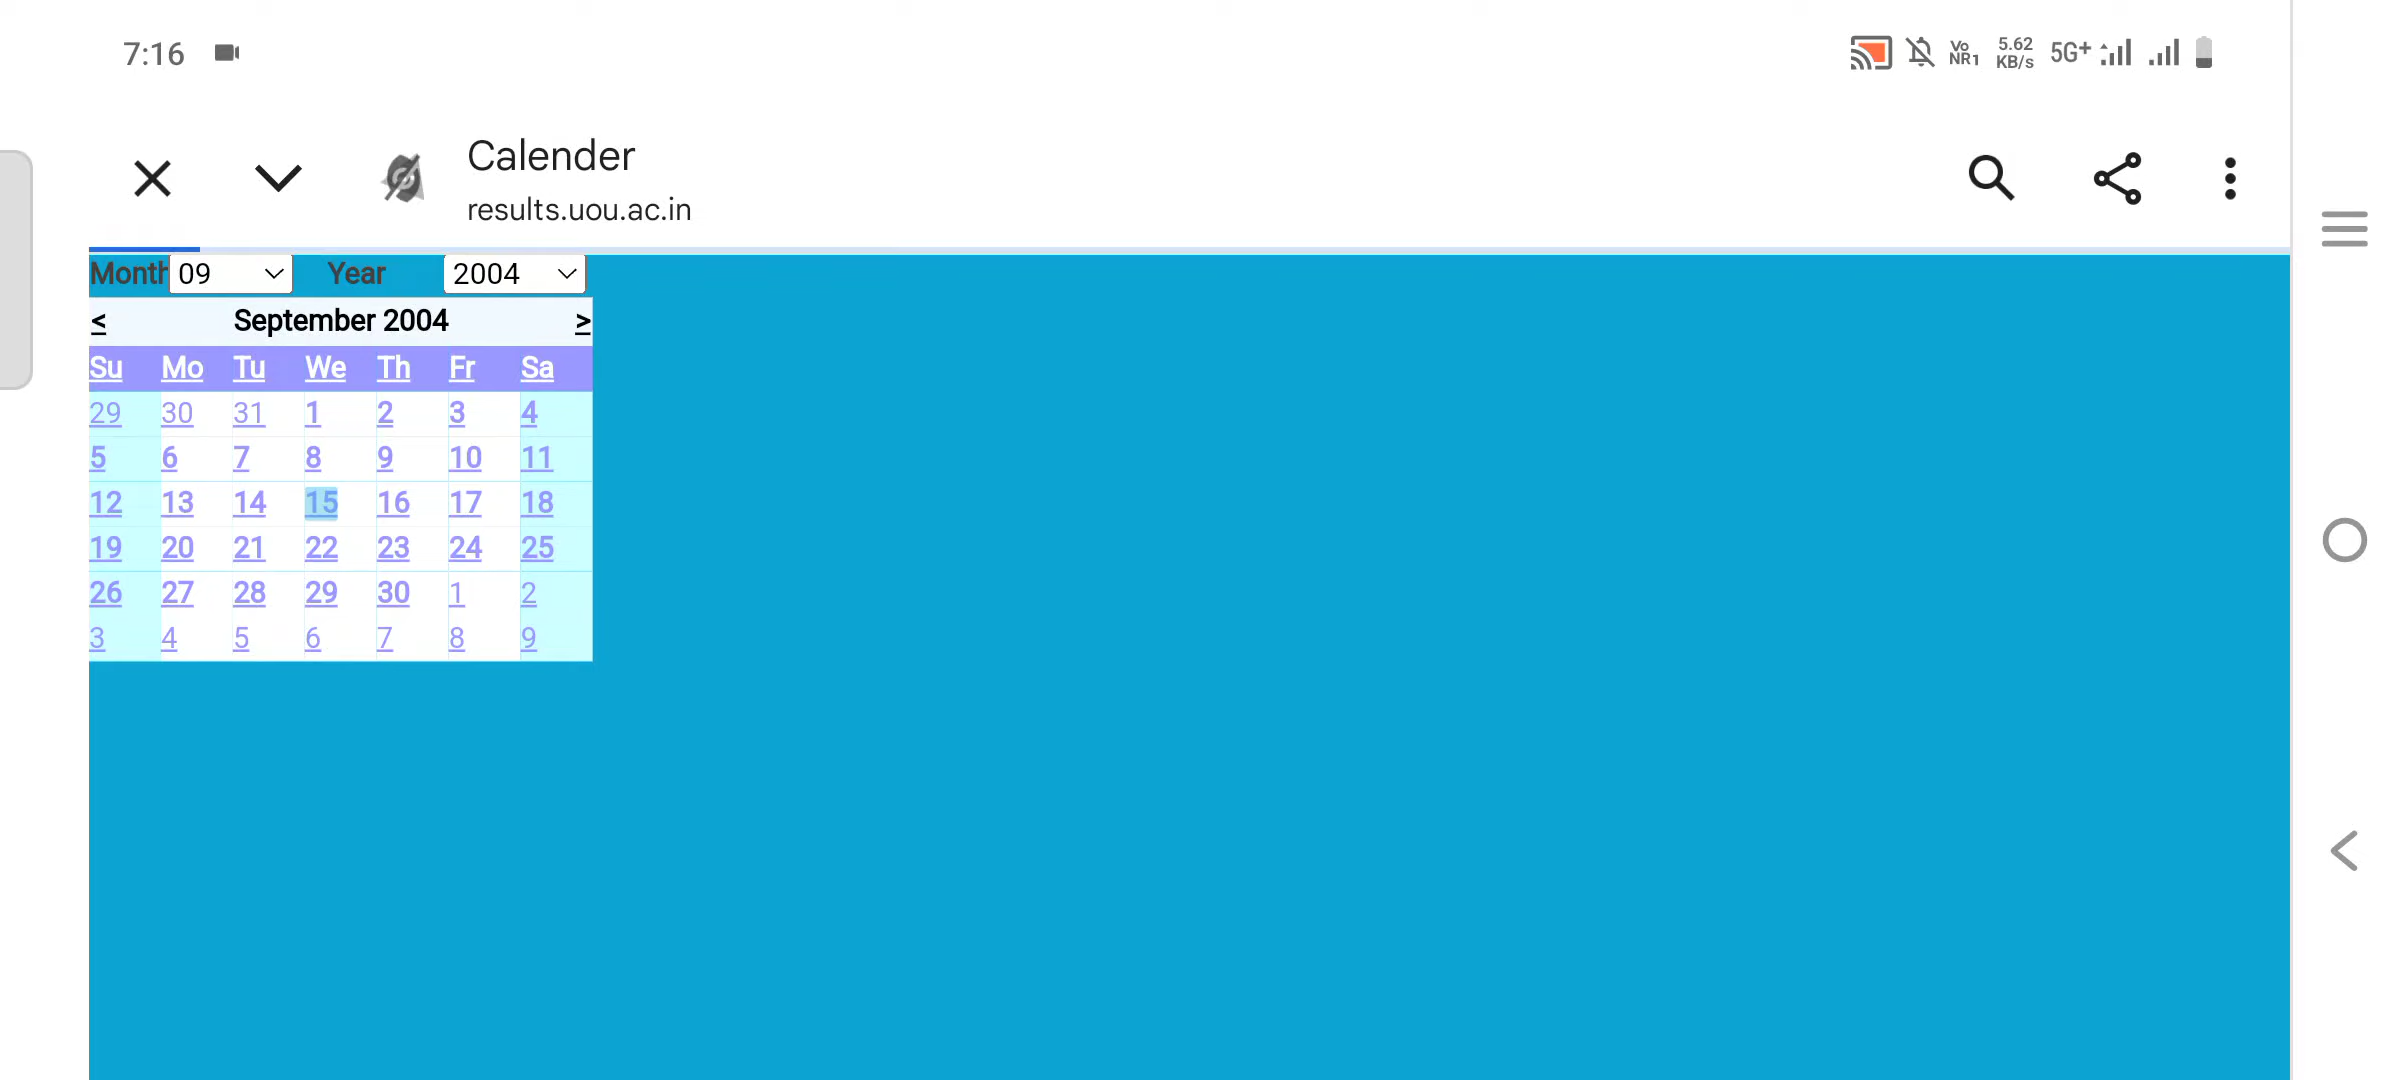 7:16 Vo NR1 5.62 KB/s 5G+
Calender
results.uou.ac.in
Month 09 Year 2004
< September 2004 >
Su Mo Tu We Th Fr Sa
29 30 31 1 2 3 4
5 6 7 8 9 10 11
12 13 14 15 16 17 18
19 20 21 22 23 24 25
26 27 28 29 30 1 2
3 4 5 6 7 8 9